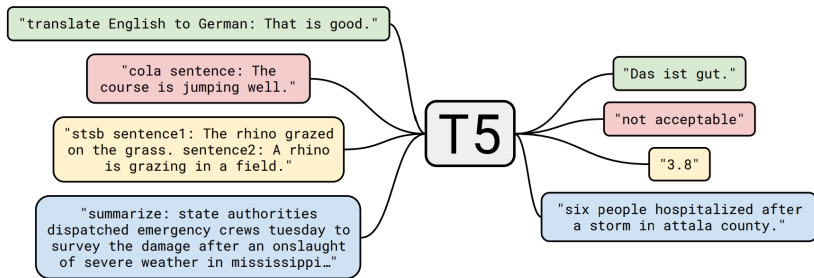 "translate English to German: That is good."
"cola sentence: The
course is jumping well."
"stsb sentence1: The rhino grazed
on the grass. sentence2: A rhino
is grazing in a field."
"summarize: state authorities
dispatched emergency crews tuesday to
survey the damage after an onslaught
of severe weather in mississippi…"
T5
"Das ist gut."
"not acceptable"
"3.8"
"six people hospitalized after
a storm in attala county."